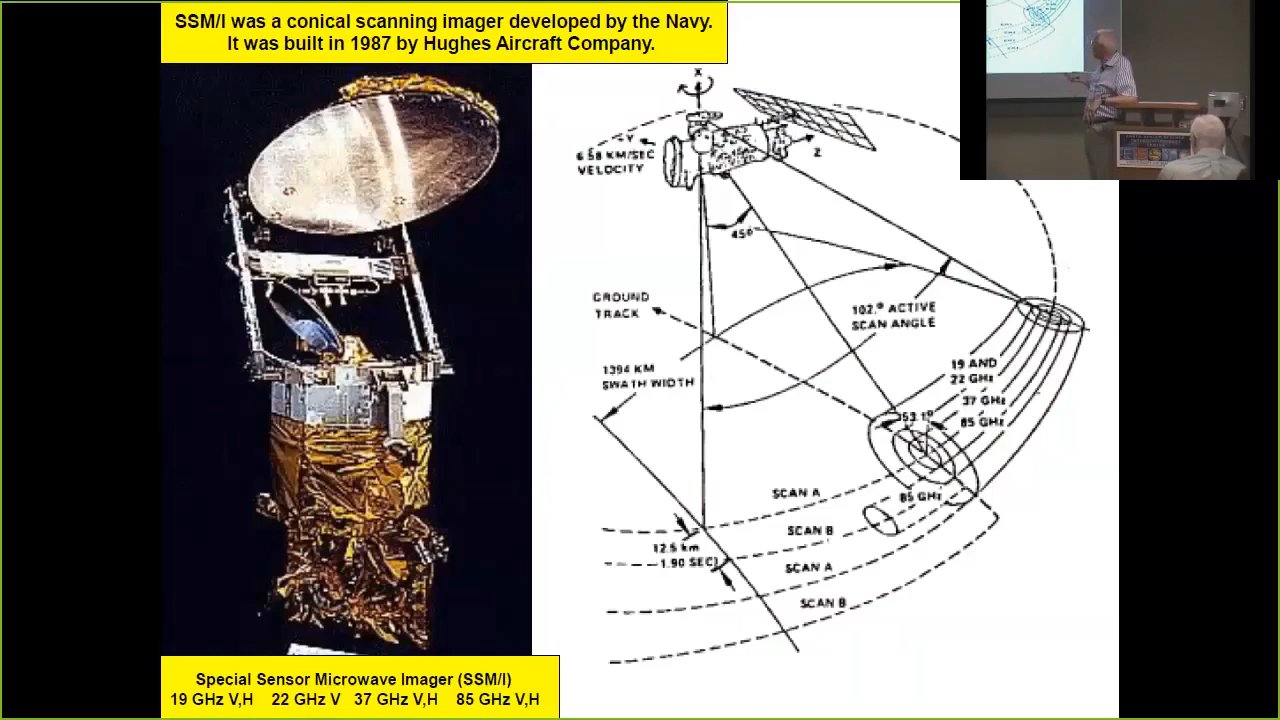 SSM/I was a conical scanning imager developed by the Navy.
It was built in 1987 by Hughes Aircraft Company.
X
Y
Z
6.58 KM/SEC
VELOCITY
45°
GROUND
TRACK
102.° ACTIVE
SCAN ANGLE
1394 KM
SWATH WIDTH
19 AND
22 GHz
37 GHz
85 GHz
53.1°
SCAN A
85 GHz
SCAN B
12.5 km
1.90 SEC)
SCAN A
SCAN B
Special Sensor Microwave Imager (SSM/I)
19 GHz V,H 22 GHz V 37 GHz V,H 85 GHz V,H